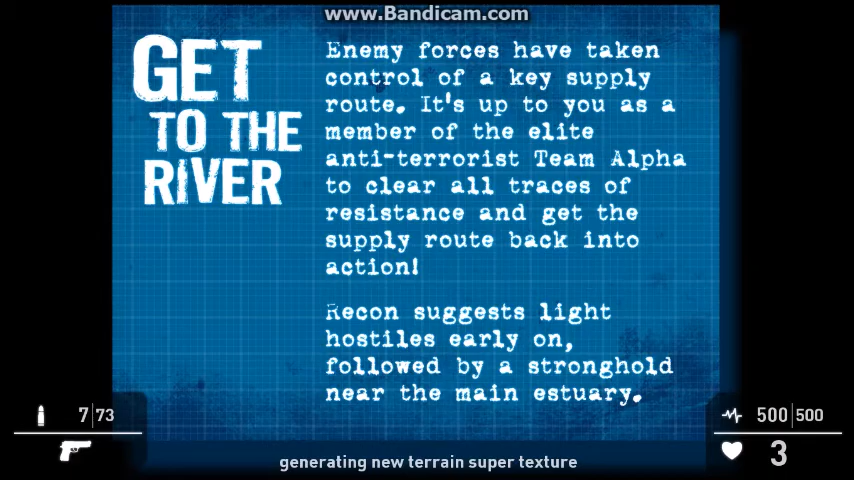 www.Bandicam.com
GET
TO THE
RIVER
Enemy forces have taken
control of a key supply
route. It's up to you as a
member of the elite
anti-terrorist Team Alpha
to clear all traces of
resistance and get the
supply route back into
action!
Recon suggests light
hostiles early on,
followed by a stronghold
near the main estuary.
7|73
500|500
3
generating new terrain super texture